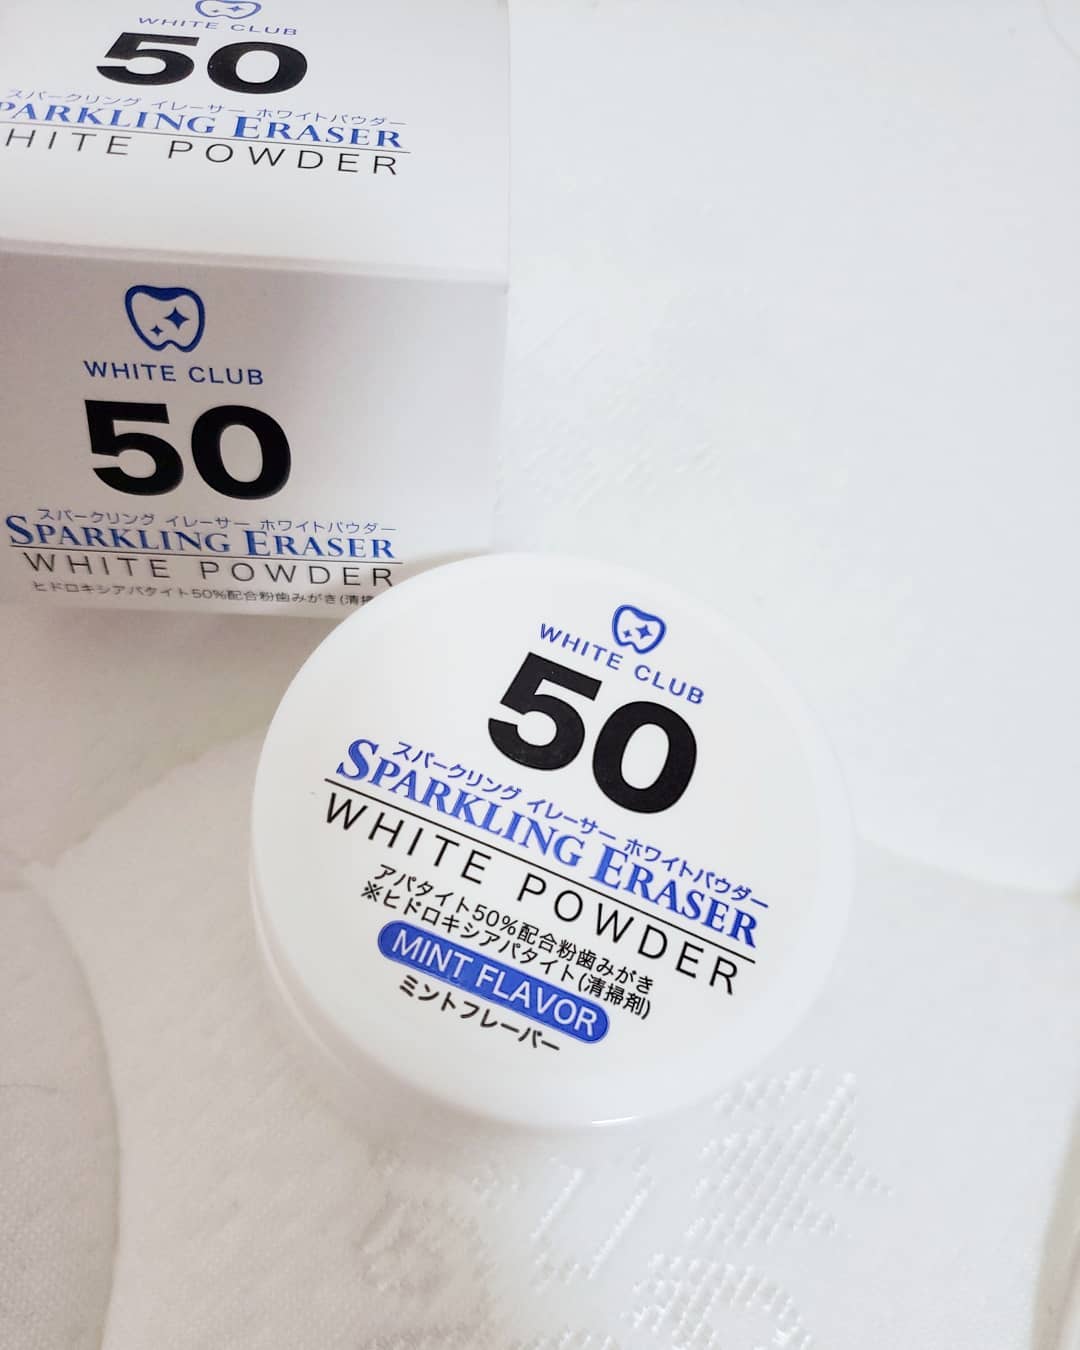 WHITE CLUB
50
スパークリング イレーサー ホワイトパウダー
SPARKLING ERASER
WHITE POWDER
WHITE CLUB
50
スパークリング イレーサー ホワイトパウダー
SPARKLING ERASER
WHITE POWDER
ヒドロキシアパタイト50%配合粉歯みがき(清掃
WHITE CLUB
50
スパークリング イレーサー ホワイトパウダー
SPARKLING ERASER
WHITE POWDER
アパタイト50%配合粉歯みがき
※ヒドロキシアパタイト(清掃剤)
MINT FLAVOR
ミントフレーバー